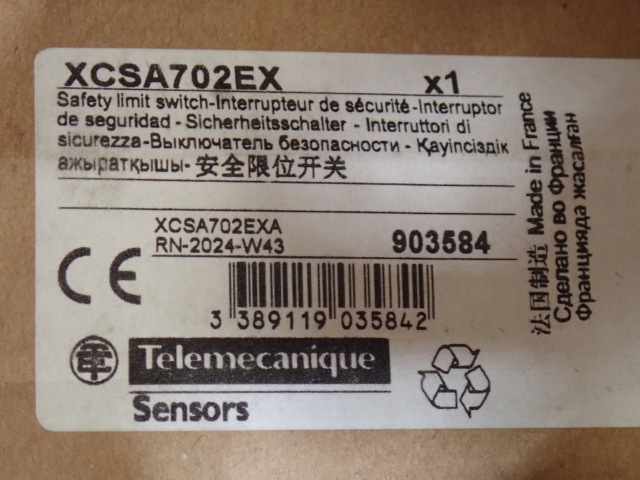 XCSA702EX x1
Safety limit switch-Interrupteur de sécurité-Interruptor
de seguridad - Sicherheitsschalter - Interruttori di
sicurezza-Выключатель безопасности - Қауіпсіздік
ажыратқышы- 安全限位开关
XCSA702EXA
RN-2024-W43 903584
3 389119 035842
Telemecanique
Sensors
法国制造 Made in France
Сделано во Франции
Францияда жасалған